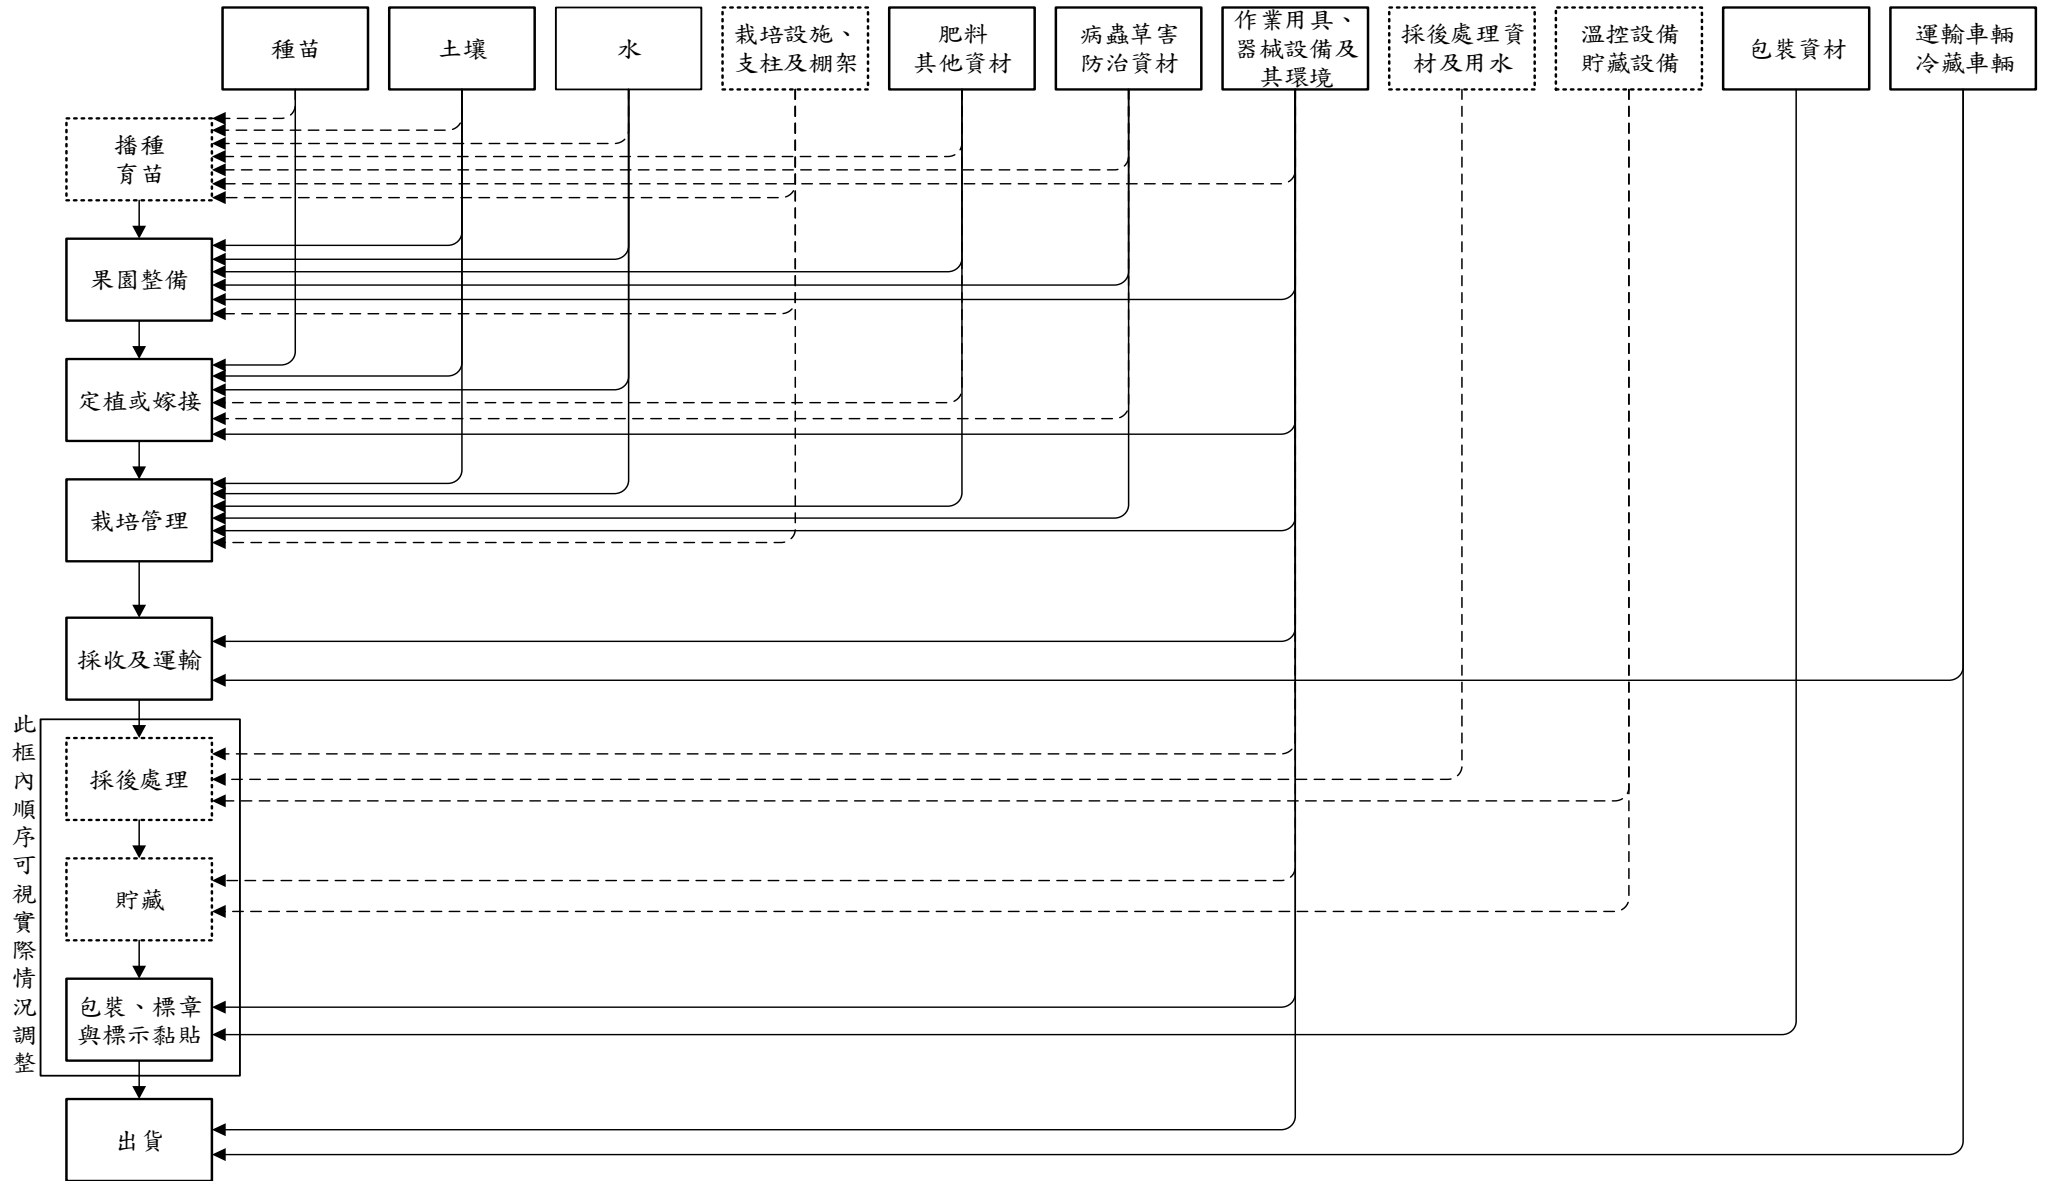 種苗
土壤
水
栽培設施、
支柱及棚架
肥料
其他資材
病蟲草害
防治資材
作業用具、
器械設備及
其環境
採後處理資
材及用水
溫控設備
貯藏設備
包裝資材
運輸車輛
冷藏車輛
播種
育苗
果園整備
定植或嫁接
栽培管理
採收及運輸
此框內順序可視實際情況調整
採後處理
貯藏
包裝、標章
與標示黏貼
出貨